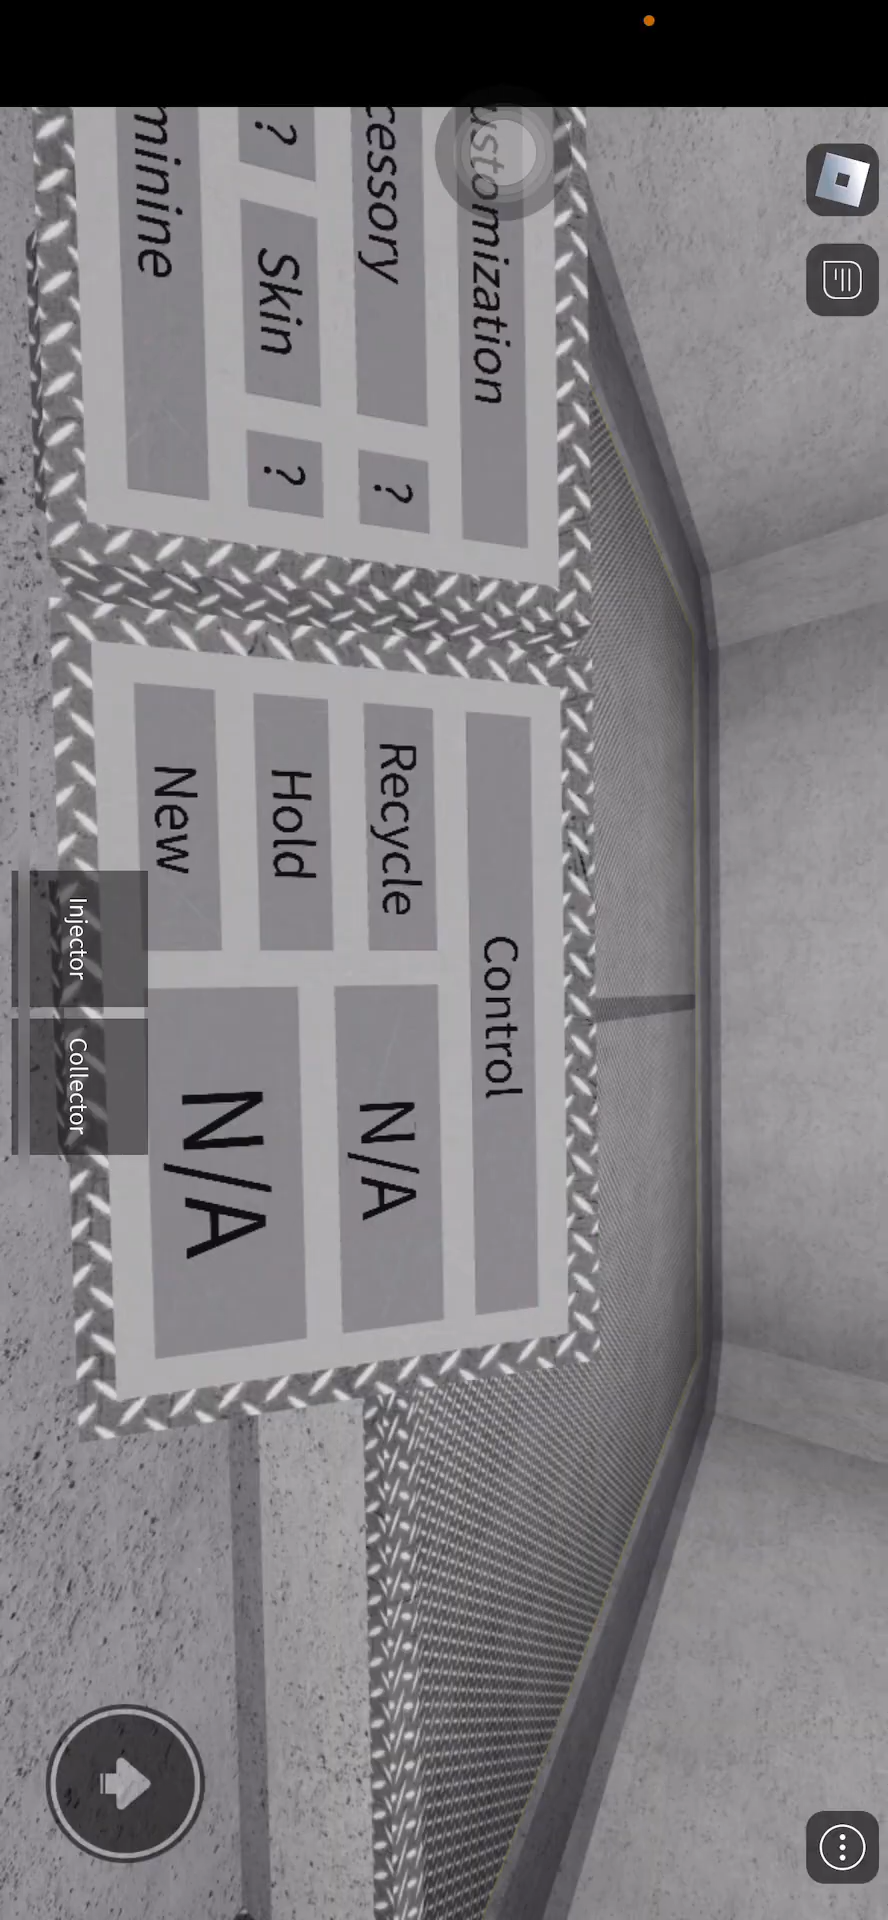 ustomization
cessory
?
?
Skin
?
minine
Control
Recycle
N/A
Hold
New
N/A
Injector
Collector